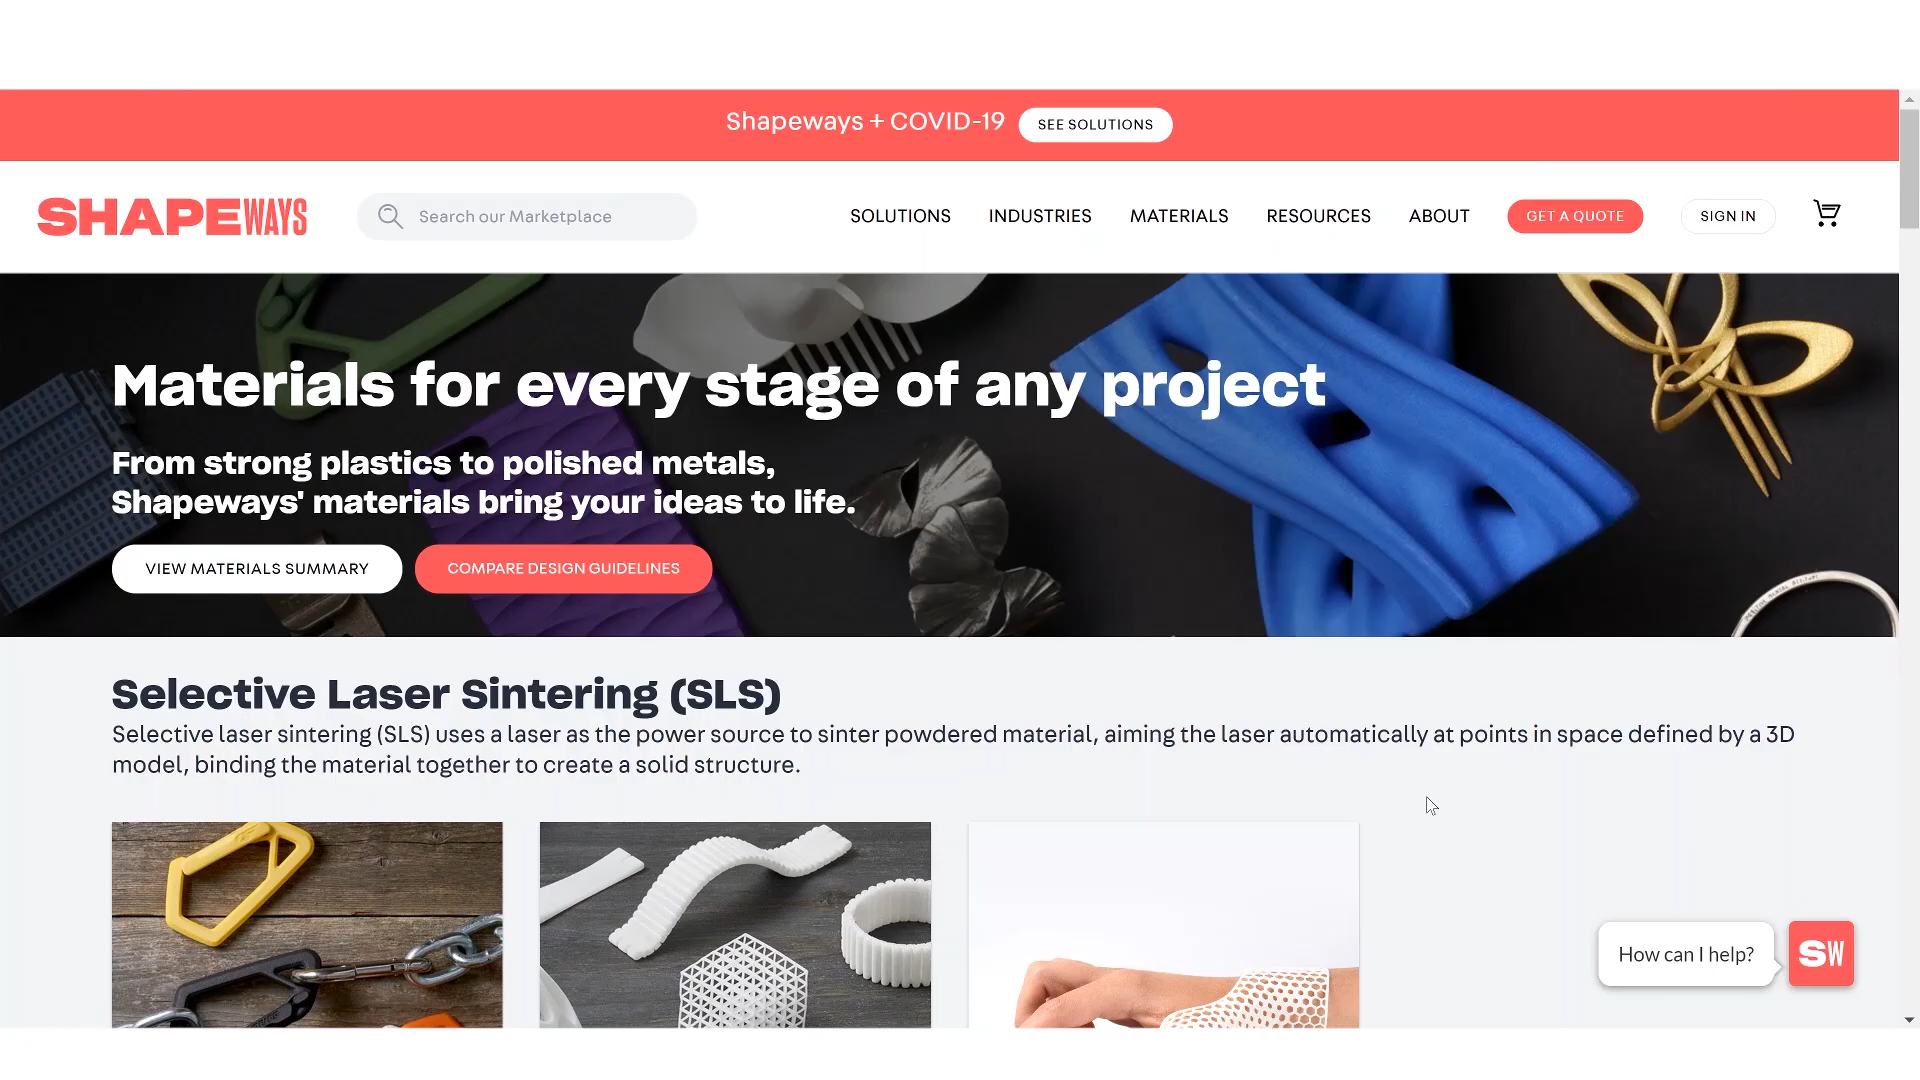 Shapeways + COVID-19 SEE SOLUTIONS
SHAPEWAYS Search our Marketplace SOLUTIONS INDUSTRIES MATERIALS RESOURCES ABOUT GET A QUOTE SIGN IN
Materials for every stage of any project
From strong plastics to polished metals,
Shapeways' materials bring your ideas to life.
VIEW MATERIALS SUMMARY COMPARE DESIGN GUIDELINES
Selective Laser Sintering (SLS)
Selective laser sintering (SLS) uses a laser as the power source to sinter powdered material, aiming the laser automatically at points in space defined by a 3D
model, binding the material together to create a solid structure.
How can I help? SW